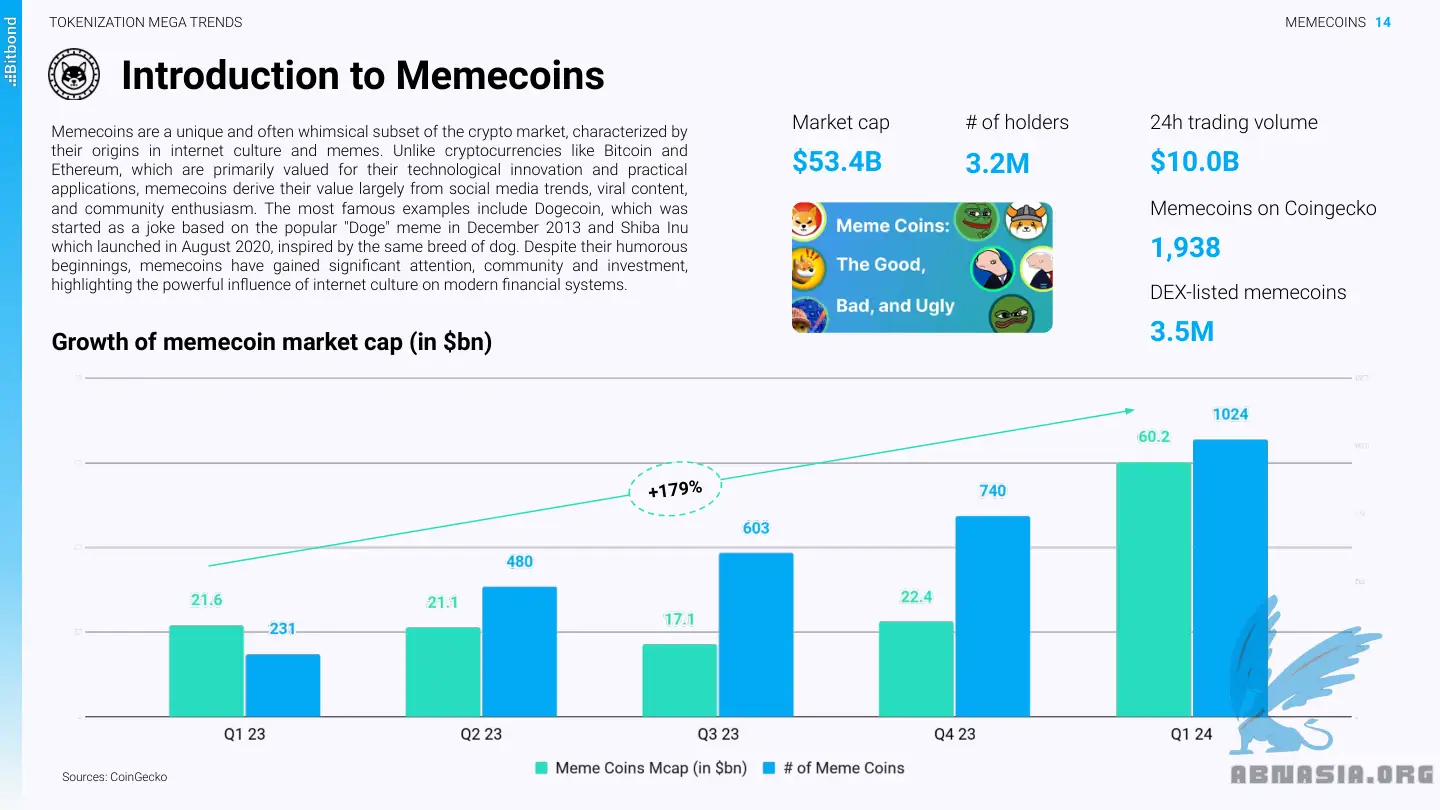 Bitbond
TOKENIZATION MEGA TRENDS
MEMECOINS 14
Introduction to Memecoins
Memecoins are a unique and often whimsical subset of the crypto market, characterized by
their origins in internet culture and memes. Unlike cryptocurrencies like Bitcoin and
Ethereum, which are primarily valued for their technological innovation and practical
applications, memecoins derive their value largely from social media trends, viral content,
and community enthusiasm. The most famous examples include Dogecoin, which was
started as a joke based on the popular "Doge" meme in December 2013 and Shiba Inu
which launched in August 2020, inspired by the same breed of dog. Despite their humorous
beginnings, memecoins have gained significant attention, community and investment,
highlighting the powerful influence of internet culture on modern financial systems.
Market cap
$53.4B
# of holders
3.2M
24h trading volume
$10.0B
Memecoins on Coingecko
1,938
DEX-listed memecoins
3.5M
Meme Coins:
The Good,
Bad, and Ugly
Growth of memecoin market cap (in $bn)
+179%
21.6
231
21.1
480
17.1
603
22.4
740
60.2
1024
Q1 23
Q2 23
Q3 23
Q4 23
Q1 24
Meme Coins Mcap (in $bn)
# of Meme Coins
Sources: CoinGecko
ABNASIA.ORG